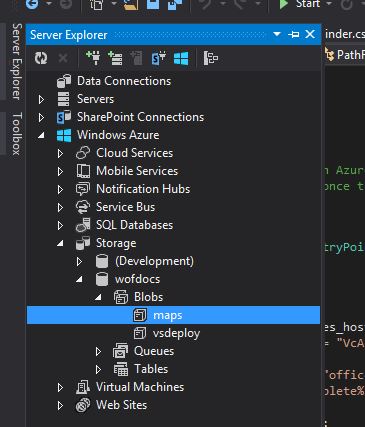 Start
Server Explorer
Toolbox
Server Explorer
inder.cs
PathF
Data Connections
Servers
SharePoint Connections
Windows Azure
n Azure
Cloud Services
once t
Mobile Services
Notification Hubs
Service Bus
SQL Databases
tryPoi
Storage
(Development)
wofdocs
Blobs
maps
es_host
vsdeploy
= "VcA
Queues
"offic
Tables
plete%
Virtual Machines
Web Sites